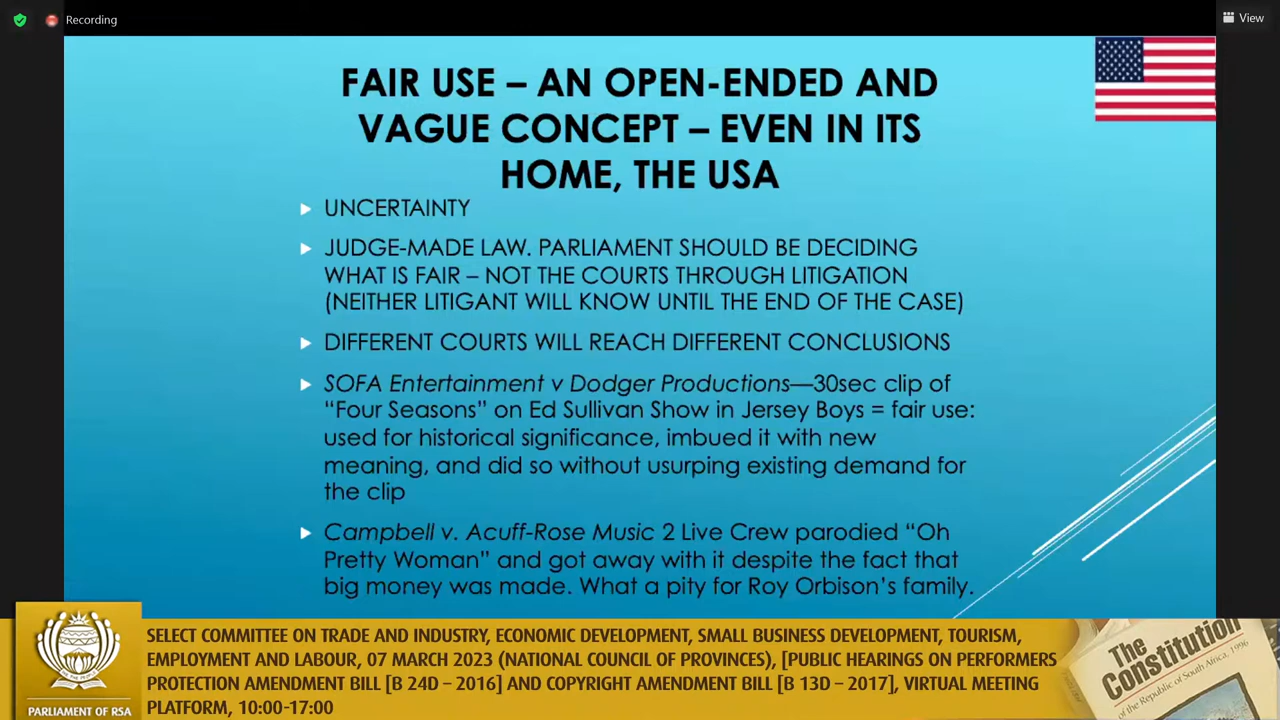 Recording
View
FAIR USE – AN OPEN-ENDED AND
VAGUE CONCEPT – EVEN IN ITS
HOME, THE USA
UNCERTAINTY
JUDGE-MADE LAW. PARLIAMENT SHOULD BE DECIDING
WHAT IS FAIR – NOT THE COURTS THROUGH LITIGATION
(NEITHER LITIGANT WILL KNOW UNTIL THE END OF THE CASE)
DIFFERENT COURTS WILL REACH DIFFERENT CONCLUSIONS
SOFA Entertainment v Dodger Productions—30sec clip of
“Four Seasons” on Ed Sullivan Show in Jersey Boys = fair use:
used for historical significance, imbued it with new
meaning, and did so without usurping existing demand for
the clip
Campbell v. Acuff-Rose Music 2 Live Crew parodied “Oh
Pretty Woman” and got away with it despite the fact that
big money was made. What a pity for Roy Orbison’s family.
SELECT COMMITTEE ON TRADE AND INDUSTRY, ECONOMIC DEVELOPMENT, SMALL BUSINESS DEVELOPMENT, TOURISM,
EMPLOYMENT AND LABOUR, 07 MARCH 2023 (NATIONAL COUNCIL OF PROVINCES), [PUBLIC HEARINGS ON PERFORMERS
PROTECTION AMENDMENT BILL [B 24D – 2016] AND COPYRIGHT AMENDMENT BILL [B 13D – 2017], VIRTUAL MEETING
PLATFORM, 10:00-17:00
PARLIAMENT OF RSA
The
Constitution
of the Republic of South Africa, 1996